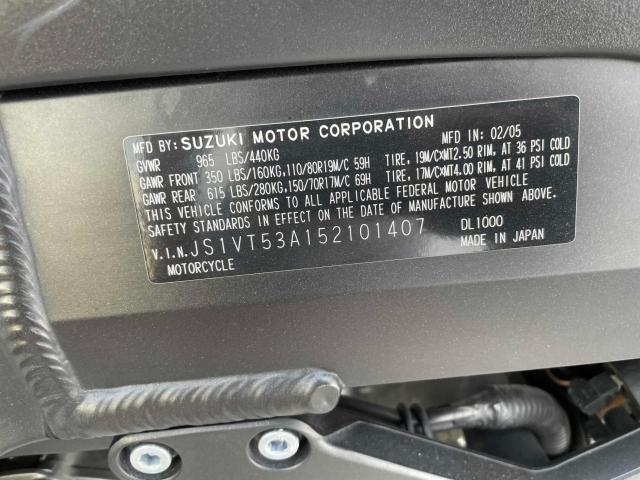 MFD BY: SUZUKI MOTOR CORPORATION MFD IN: 02/05
GVWR 965 LBS/440KG
GAWR FRONT 350 LBS/160KG,110/80R19M/C 59H TIRE, 19M/C×MT2.50 RIM, AT 36 PSI COLD
GAWR REAR 615 LBS/280KG,150/70R17M/C 69H TIRE, 17M/C×MT4.00 RIM, AT 41 PSI COLD
THIS VEHICLE CONFORMS TO ALL APPLICABLE FEDERAL MOTOR VEHICLE
SAFETY STANDARDS IN EFFECT ON THE DATE OF MANUFACTURE SHOWN ABOVE.
V.I.N. JS1VT53A152101407 DL1000
MOTORCYCLE MADE IN JAPAN